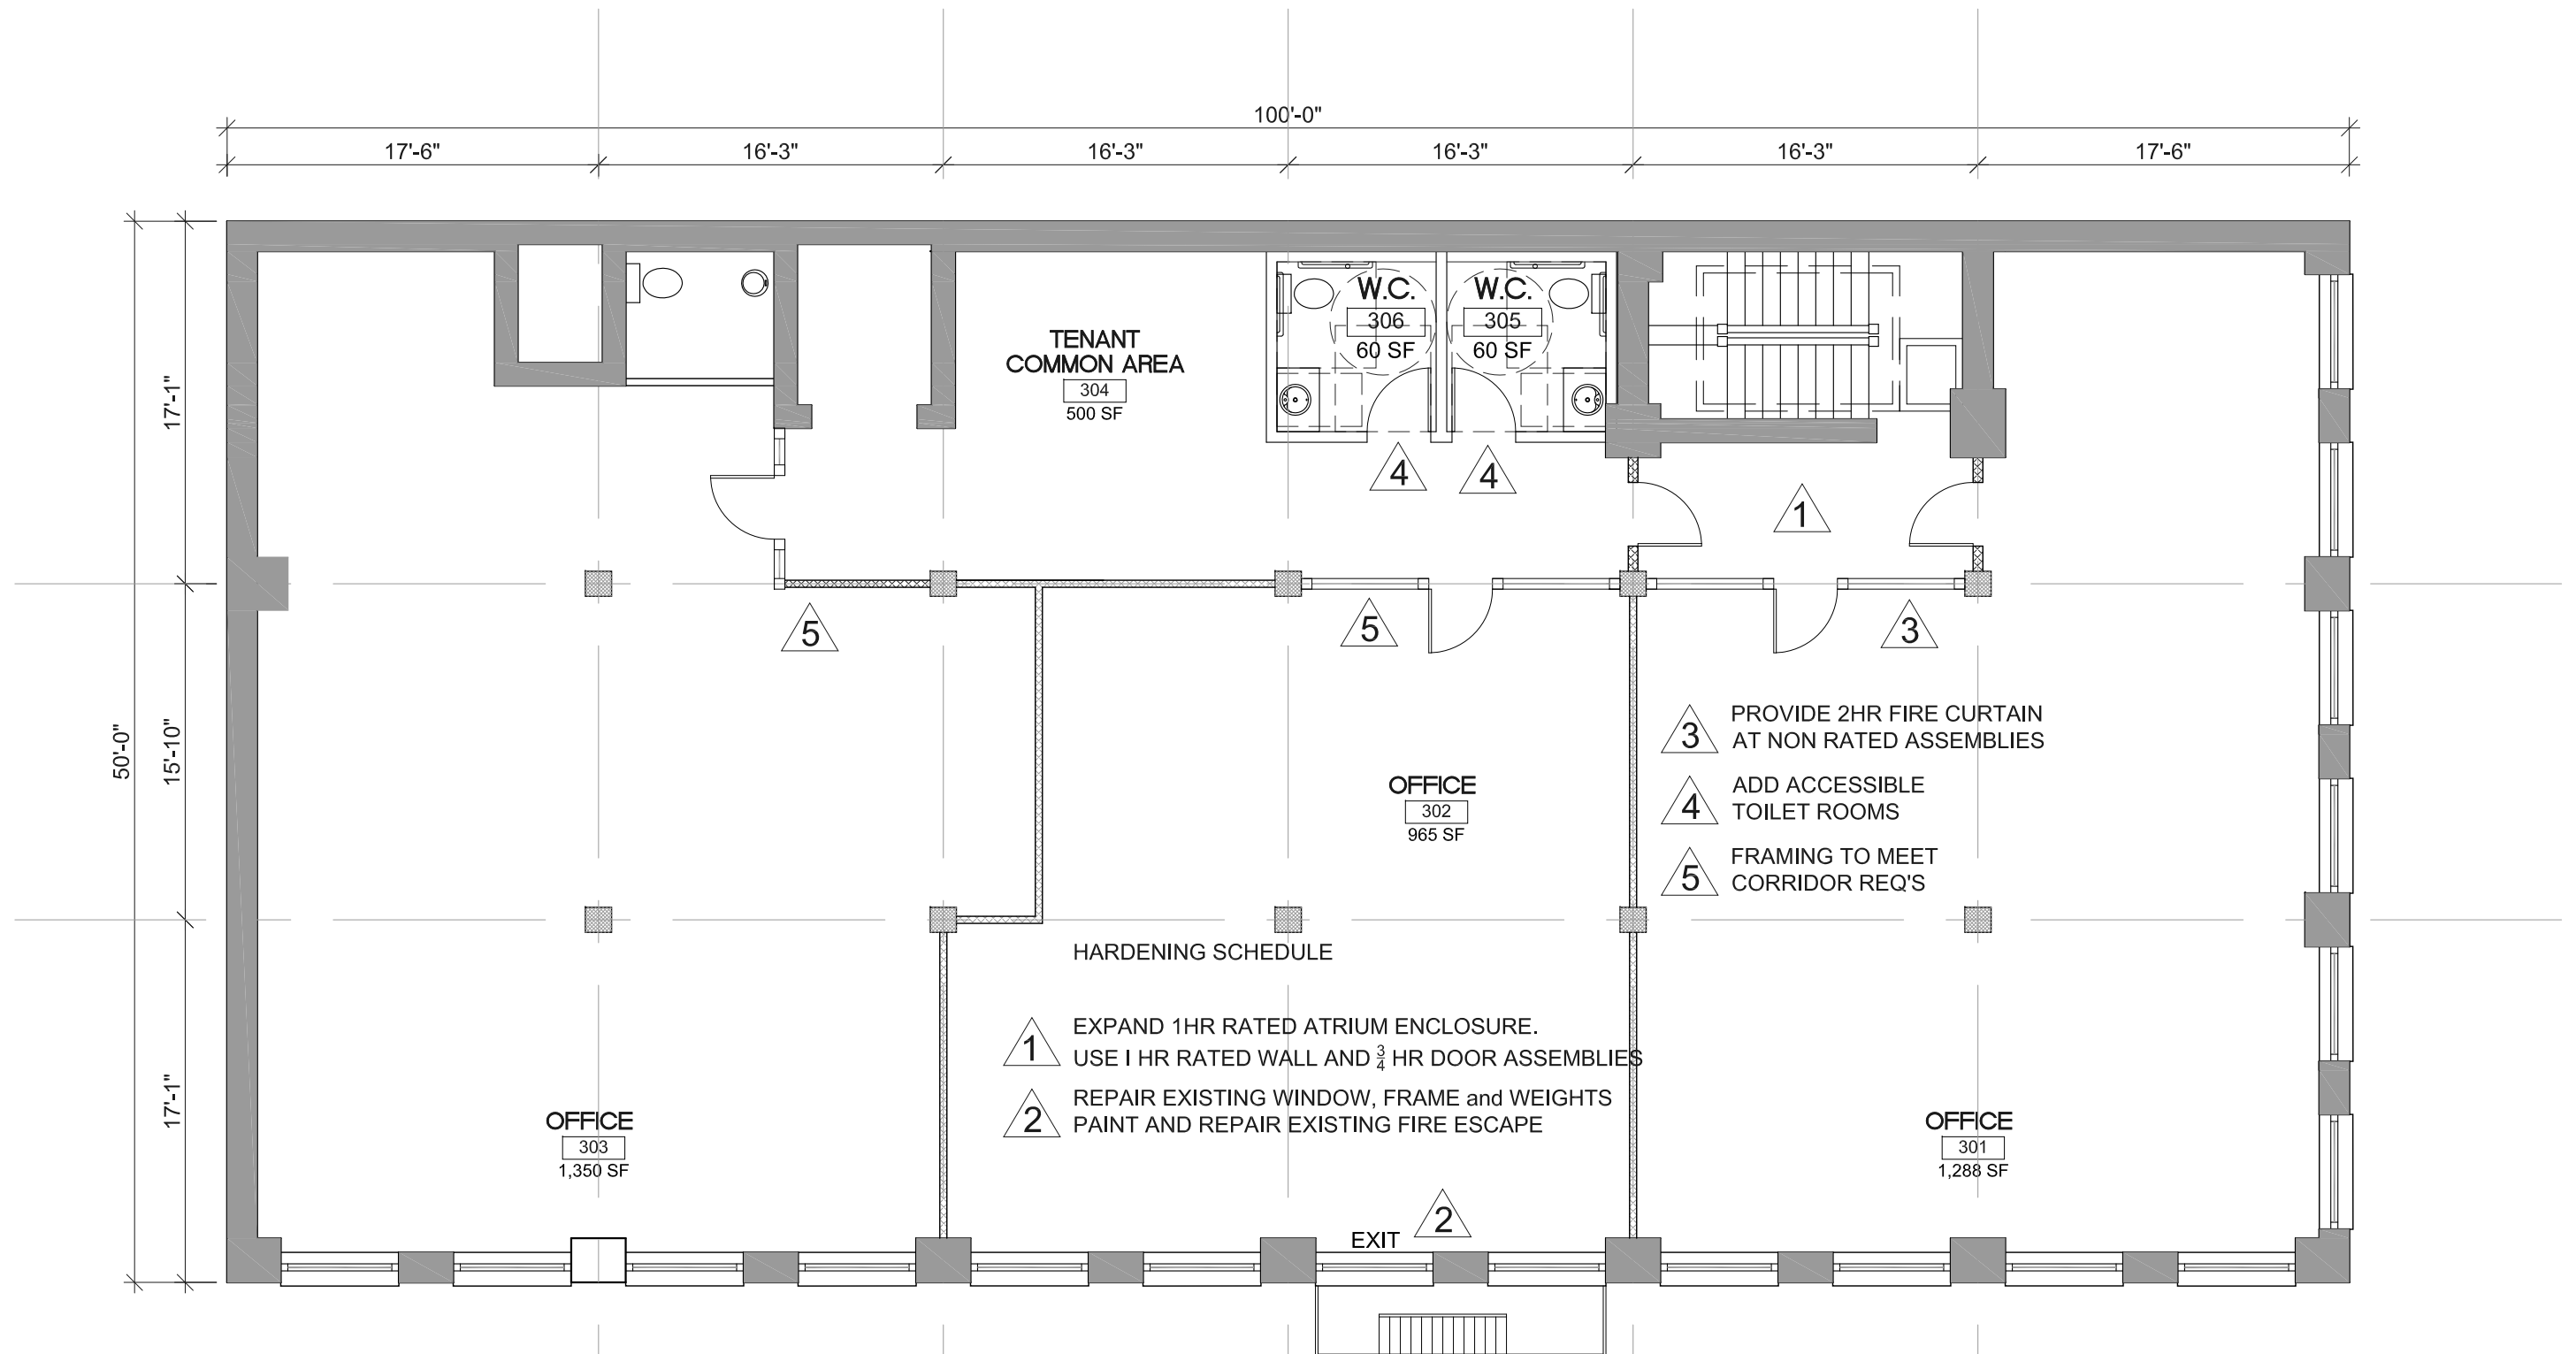 100'-0"
17'-6"
16'-3"
16'-3"
16'-3"
16'-3"
17'-6"
50'-0"
17'-1"
15'-10"
17'-1"
TENANT
COMMON AREA
304
500 SF
W.C.
306
60 SF
W.C.
305
60 SF
4
4
1
5
5
3
3
PROVIDE 2HR FIRE CURTAIN
AT NON RATED ASSEMBLIES
4
ADD ACCESSIBLE
TOILET ROOMS
5
FRAMING TO MEET
CORRIDOR REQ'S
OFFICE
302
965 SF
HARDENING SCHEDULE
1
EXPAND 1HR RATED ATRIUM ENCLOSURE.
USE I HR RATED WALL AND 3/4 HR DOOR ASSEMBLIES
2
REPAIR EXISTING WINDOW, FRAME and WEIGHTS
PAINT AND REPAIR EXISTING FIRE ESCAPE
OFFICE
303
1,350 SF
OFFICE
301
1,288 SF
EXIT
2